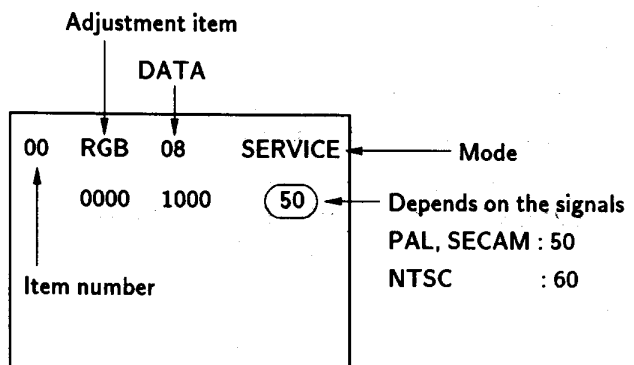 Adjustment item
DATA
00 RGB 08 SERVICE
Mode
0000 1000 50
Depends on the signals
PAL, SECAM : 50
NTSC : 60
Item number